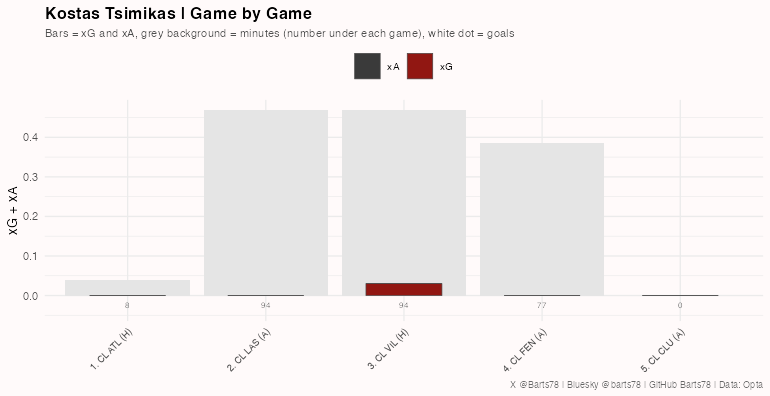 Kostas Tsimikas | Game by Game
Bars = xG and xA, grey background = minutes (number under each game), white dot = goals
xA
xG
xG + xA
0.4
0.3
0.2
0.1
0.0
8
94
94
77
0
1. CL ATL (H)
2. CL LAS (A)
3. CL VIL (H)
4. CL FEN (A)
5. CL CLU (A)
X @Barts78 | Bluesky @barts78 | GitHub Barts78 | Data: Opta